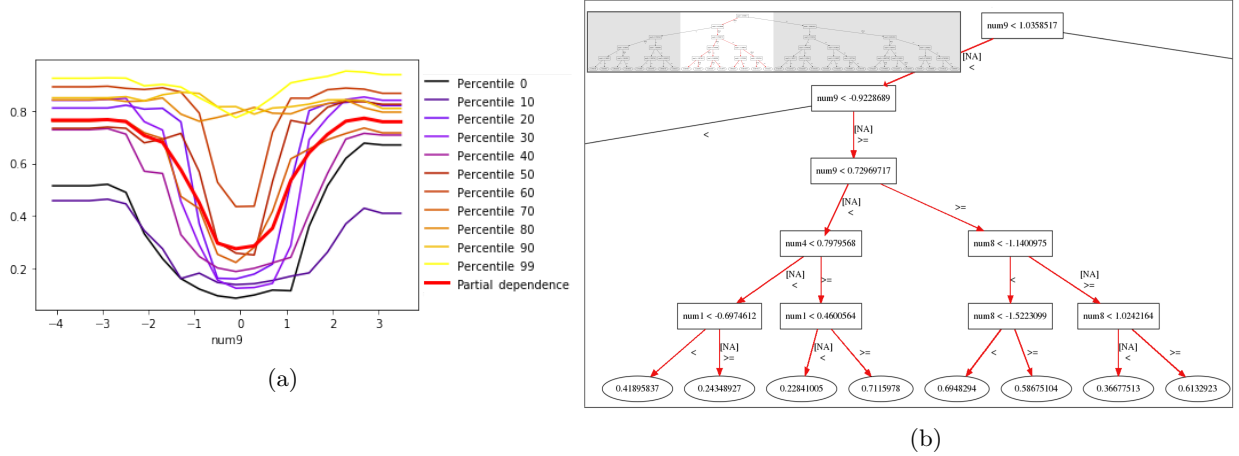 0.8
0.6
0.4
0.2
−4
−3
−2
−1
0
1
2
3
num9
Percentile 0
Percentile 10
Percentile 20
Percentile 30
Percentile 40
Percentile 50
Percentile 60
Percentile 70
Percentile 80
Percentile 90
Percentile 99
Partial dependence
(a)
num9 < 1.0358517
[NA]
<
num9 < -0.9228689
<
[NA]
>=
num9 < 0.72969717
[NA]
<
>=
num4 < 0.7979568
num8 < -1.1400975
[NA]
<
>=
<
[NA]
>=
num1 < -0.6974612
num1 < 0.4600564
num8 < -1.5223099
num8 < 1.0242164
<
[NA]
>=
[NA]
<
>=
<
>=
[NA]
<
>=
0.41895837
0.24348927
0.22841005
0.7115978
0.6948294
0.58675104
0.36677513
0.6132923
(b)